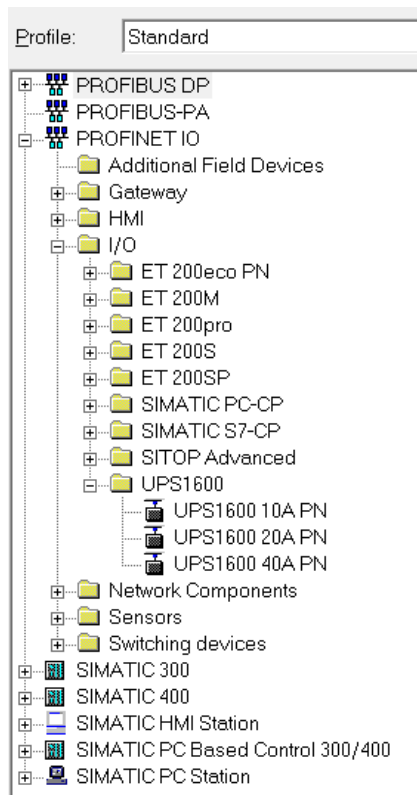 Profile: Standard
PROFIBUS DP
PROFIBUS-PA
PROFINET IO
Additional Field Devices
Gateway
HMI
I/O
ET 200eco PN
ET 200M
ET 200pro
ET 200S
ET 200SP
SIMATIC PC-CP
SIMATIC S7-CP
SITOP Advanced
UPS1600
UPS1600 10A PN
UPS1600 20A PN
UPS1600 40A PN
Network Components
Sensors
Switching devices
SIMATIC 300
SIMATIC 400
SIMATIC HMI Station
SIMATIC PC Based Control 300/400
SIMATIC PC Station